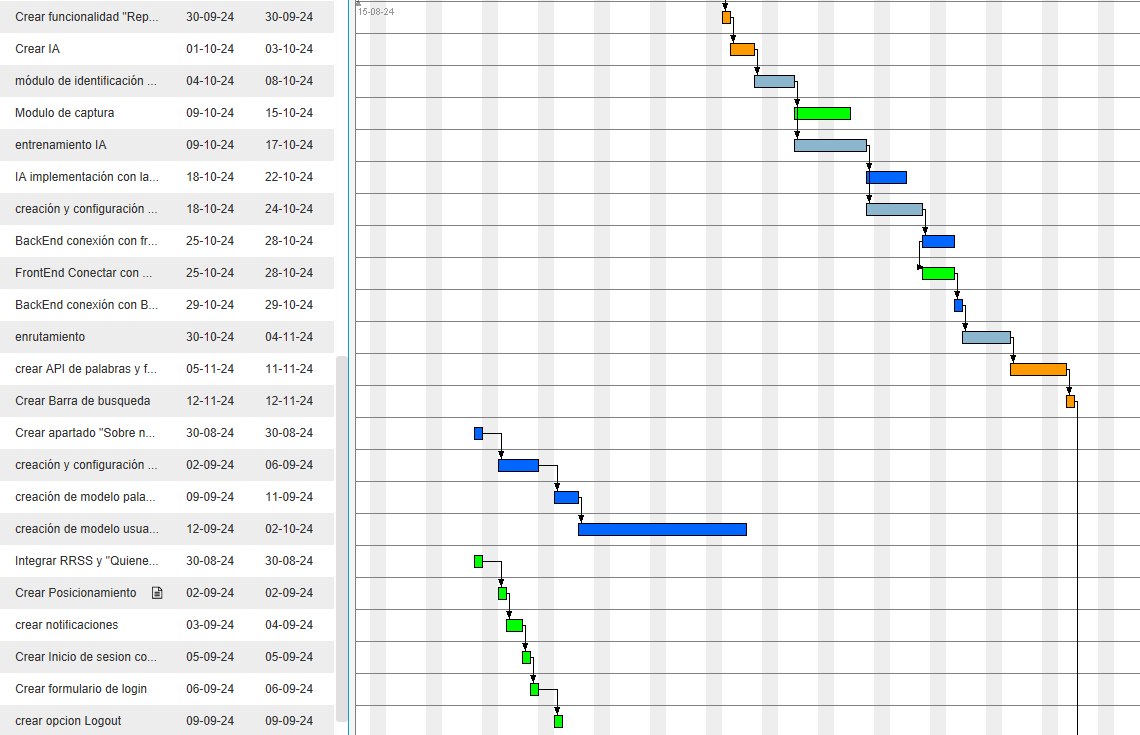 Crear funcionalidad "Rep... 30-09-24 30-09-24
15-08-24
Crear IA 01-10-24 03-10-24
módulo de identificación ... 04-10-24 08-10-24
Modulo de captura 09-10-24 15-10-24
entrenamiento IA 09-10-24 17-10-24
IA implementación con la... 18-10-24 22-10-24
creación y configuración ... 18-10-24 24-10-24
BackEnd conexión con fr... 25-10-24 28-10-24
FrontEnd Conectar con ... 25-10-24 28-10-24
BackEnd conexión con B... 29-10-24 29-10-24
enrutamiento 30-10-24 04-11-24
crear API de palabras y f... 05-11-24 11-11-24
Crear Barra de busqueda 12-11-24 12-11-24
Crear apartado "Sobre n... 30-08-24 30-08-24
creación y configuración ... 02-09-24 06-09-24
creación de modelo pala... 09-09-24 11-09-24
creación de modelo usua... 12-09-24 02-10-24
Integrar RRSS y "Quiene... 30-08-24 30-08-24
Crear Posicionamiento 02-09-24 02-09-24
crear notificaciones 03-09-24 04-09-24
Crear Inicio de sesion co... 05-09-24 05-09-24
Crear formulario de login 06-09-24 06-09-24
crear opcion Logout 09-09-24 09-09-24